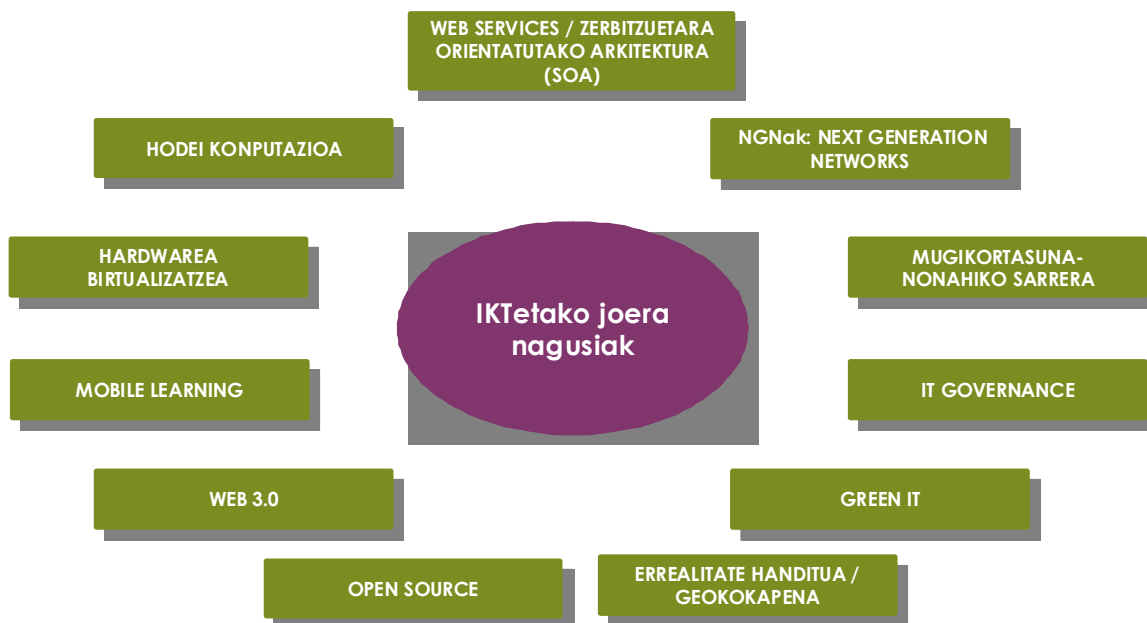 WEB SERVICES / ZERBITZUETARA
ORIENTATUTAKO ARKITEKTURA
(SOA)
HODEI KONPUTAZIOA
NGNak: NEXT GENERATION
NETWORKS
HARDWAREA
BIRTUALIZATZEA
MUGIKORTASUNA-
NONAHIKO SARRERA
IKTetako joera
nagusiak
MOBILE LEARNING
IT GOVERNANCE
WEB 3.0
GREEN IT
OPEN SOURCE
ERREALITATE HANDITUA /
GEOKOKAPENA